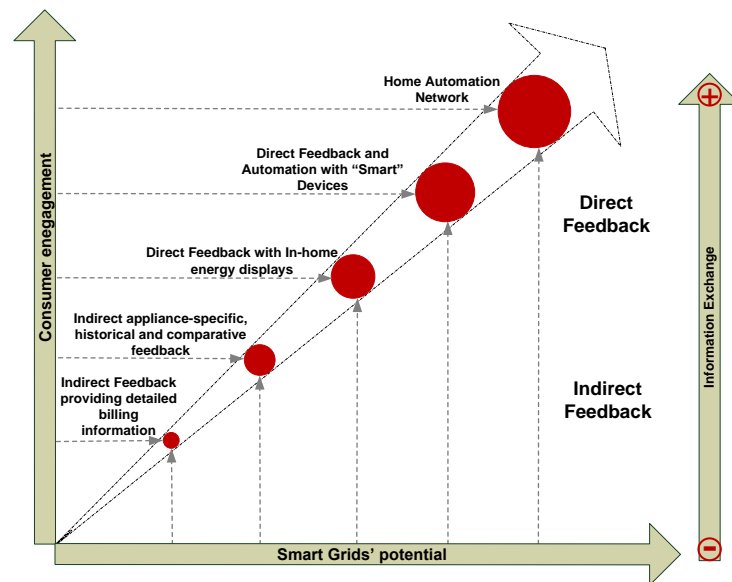 Home Automation
Network
Direct Feedback and
Automation with “Smart”
Devices
Direct
Feedback
Direct Feedback with In-home
energy displays
Indirect appliance-specific,
historical and comparative
feedback
Indirect Feedback
providing detailed
billing
information
Indirect
Feedback
Consumer enegagement
Information Exchange
Smart Grids' potential
+
-